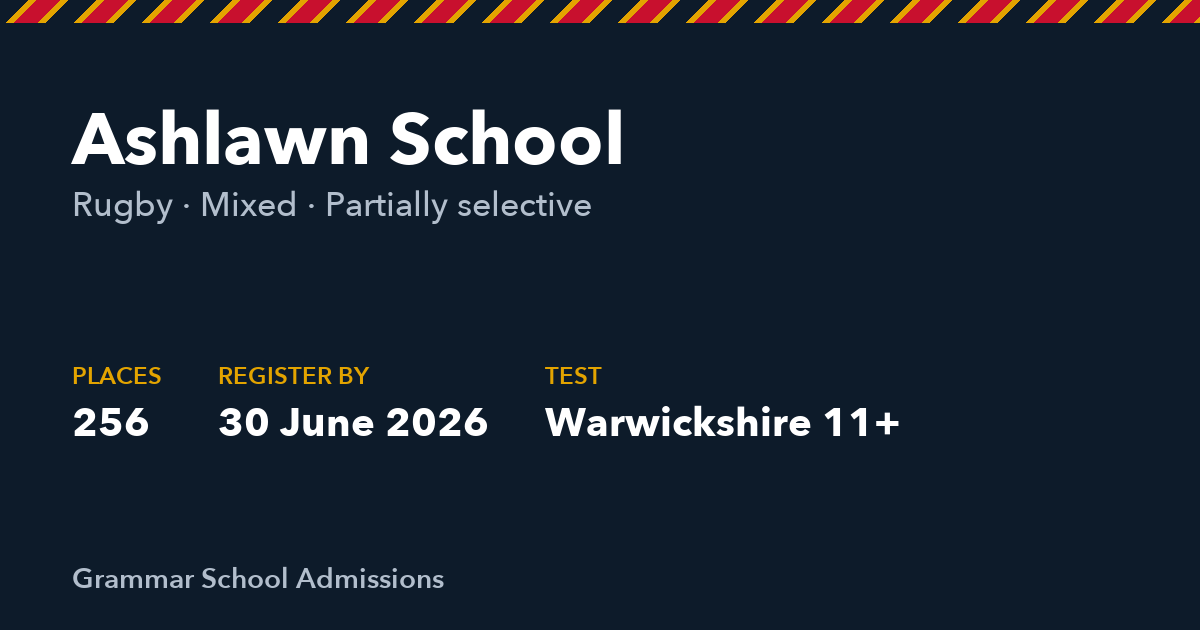 Ashlawn School
Rugby · Mixed · Partially selective
PLACES
256
REGISTER BY
30 June 2026
TEST
Warwickshire 11+
Grammar School Admissions